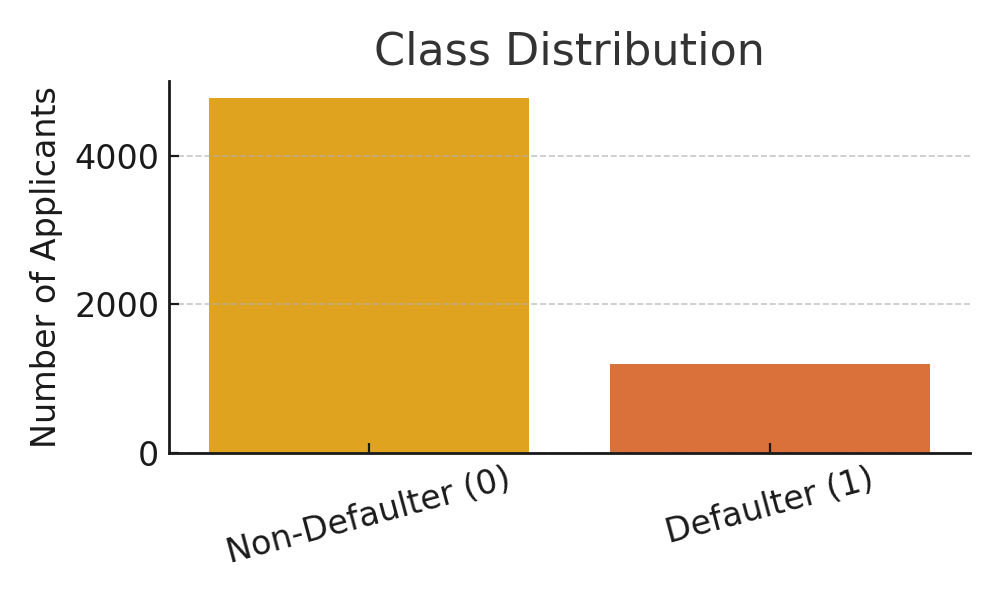 Class Distribution
Number of Applicants
4000
2000
0
Non-Defaulter (0)
Defaulter (1)